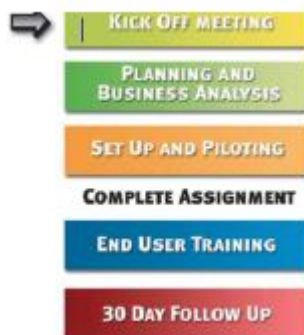 KICK OFF MEETING
PLANNING AND
BUSINESS ANALYSIS
SET UP AND PILOTING
COMPLETE ASSIGNMENT
END USER TRAINING
30 DAY FOLLOW UP